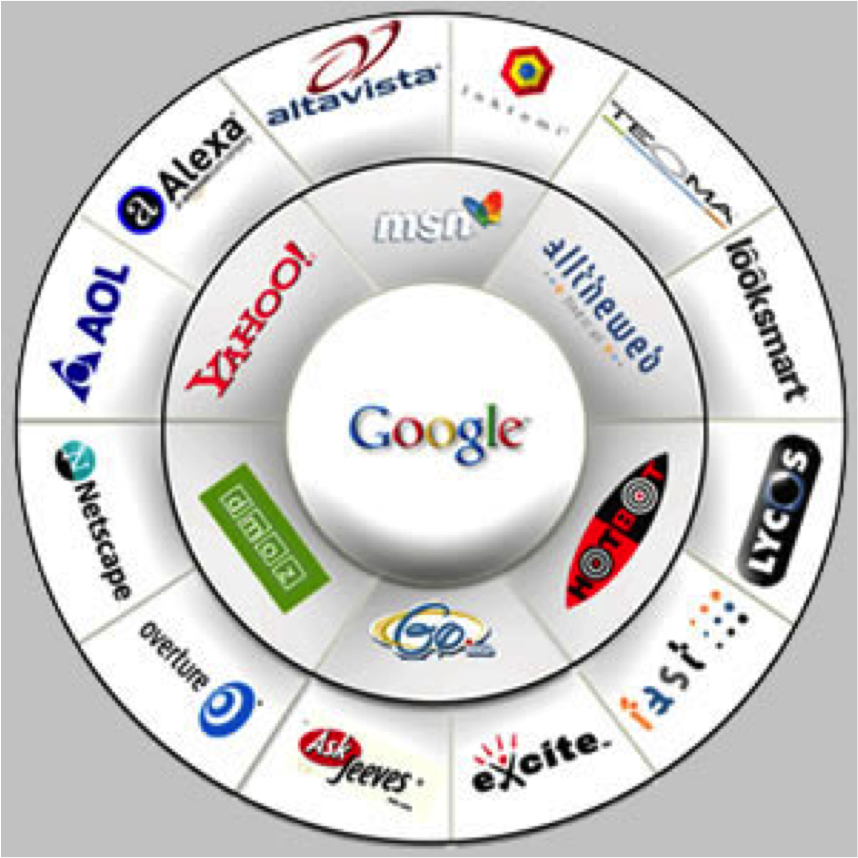 altavista
inktomi
TEOMA
lööksmart
LYCOS
fast
eXcite
Ask
Jeeves
overture
Netscape
AOL
a Alexa
msn
alltheweb
HOTBOT
Go
dmoz
YAHOO!
Google